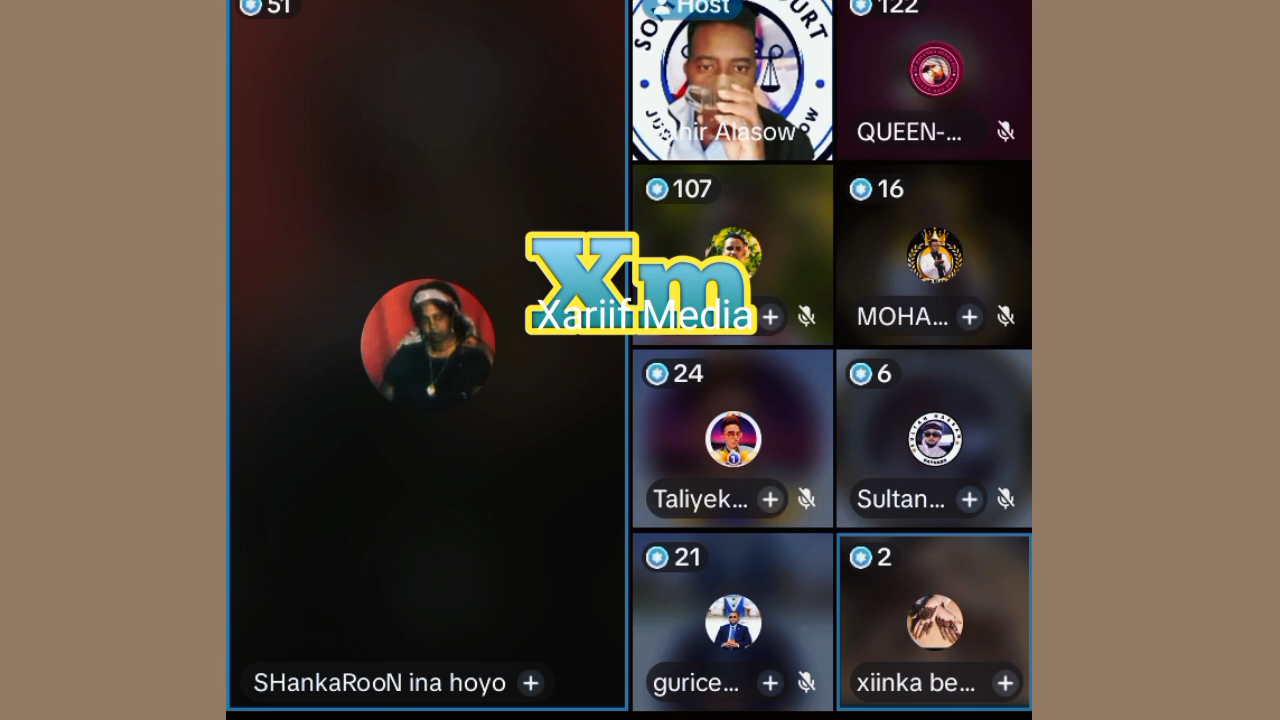 51
SHankaRooN ina hoyo
Host
Alasow
122
QUEEN-...
107
Xm
Xariif Media
16
MOHA...
24
Taliyek...
6
Sultan...
21
gurice...
2
xiinka be...